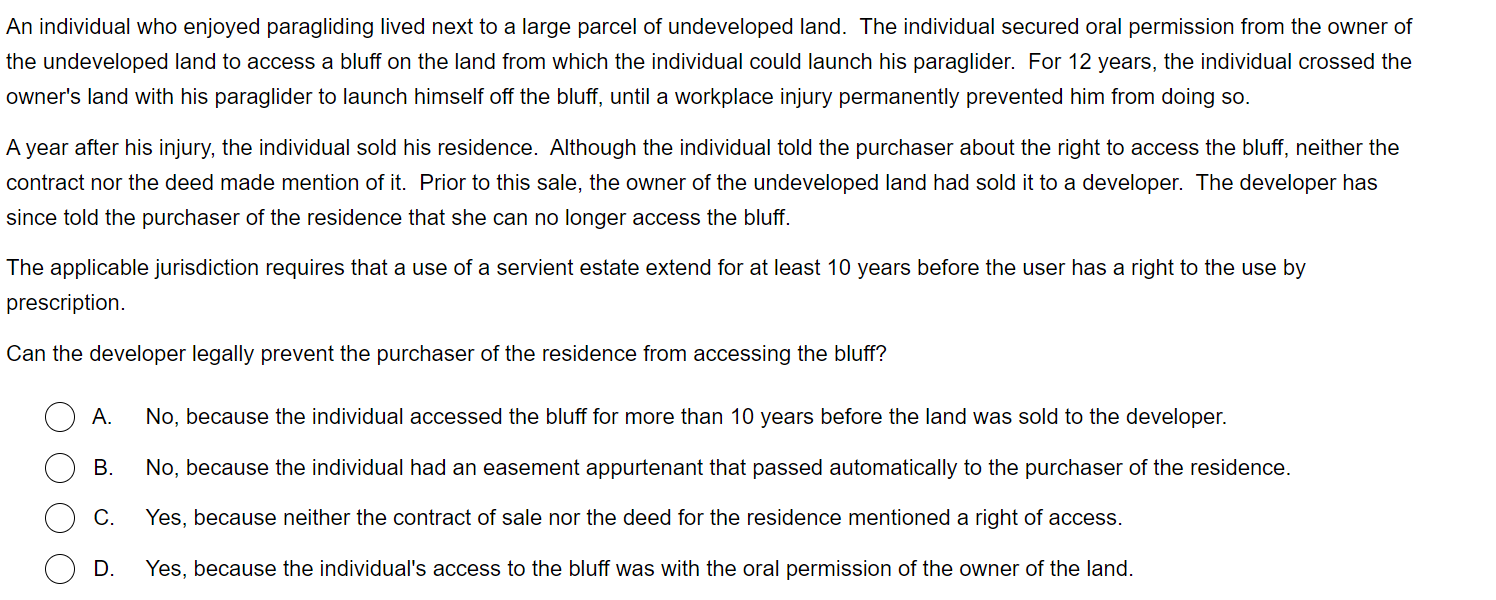 An individual who enjoyed paragliding lived next to a large parcel of undeveloped land.  The individual secured oral permission from the owner of
the undeveloped land to access a bluff on the land from which the individual could launch his paraglider.  For 12 years, the individual crossed the
owner's land with his paraglider to launch himself off the bluff, until a workplace injury permanently prevented him from doing so.
A year after his injury, the individual sold his residence.  Although the individual told the purchaser about the right to access the bluff, neither the
contract nor the deed made mention of it.  Prior to this sale, the owner of the undeveloped land had sold it to a developer.  The developer has
since told the purchaser of the residence that she can no longer access the bluff.
The applicable jurisdiction requires that a use of a servient estate extend for at least 10 years before the user has a right to the use by
prescription.
Can the developer legally prevent the purchaser of the residence from accessing the bluff?
A. No, because the individual accessed the bluff for more than 10 years before the land was sold to the developer.
B. No, because the individual had an easement appurtenant that passed automatically to the purchaser of the residence.
C. Yes, because neither the contract of sale nor the deed for the residence mentioned a right of access.
D. Yes, because the individual's access to the bluff was with the oral permission of the owner of the land.